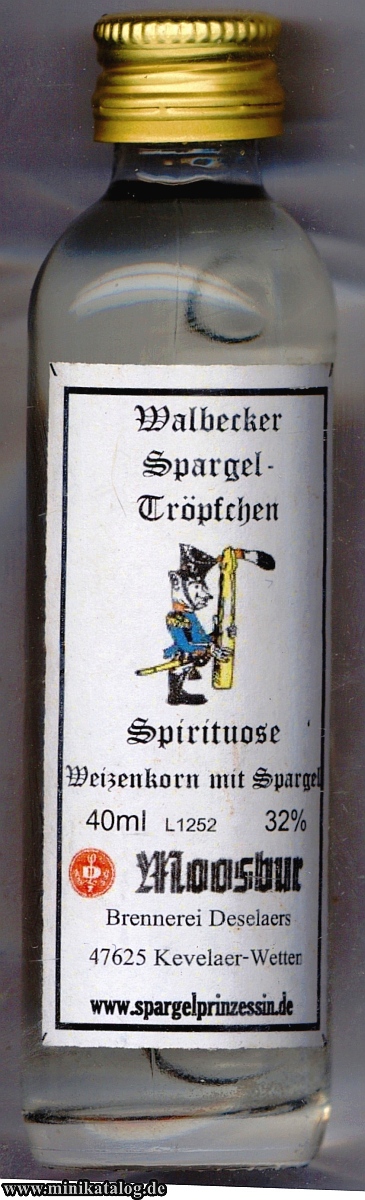 Walbecker
Spargel-
Tröpfchen
Spirituose
Weizenkorn mit Spargel
40ml L1252 32%
Moosbur
Brennerei Deselaers
47625 Kevelaer-Wetten
www.spargelprinzessin.de
www.minikatalog.de